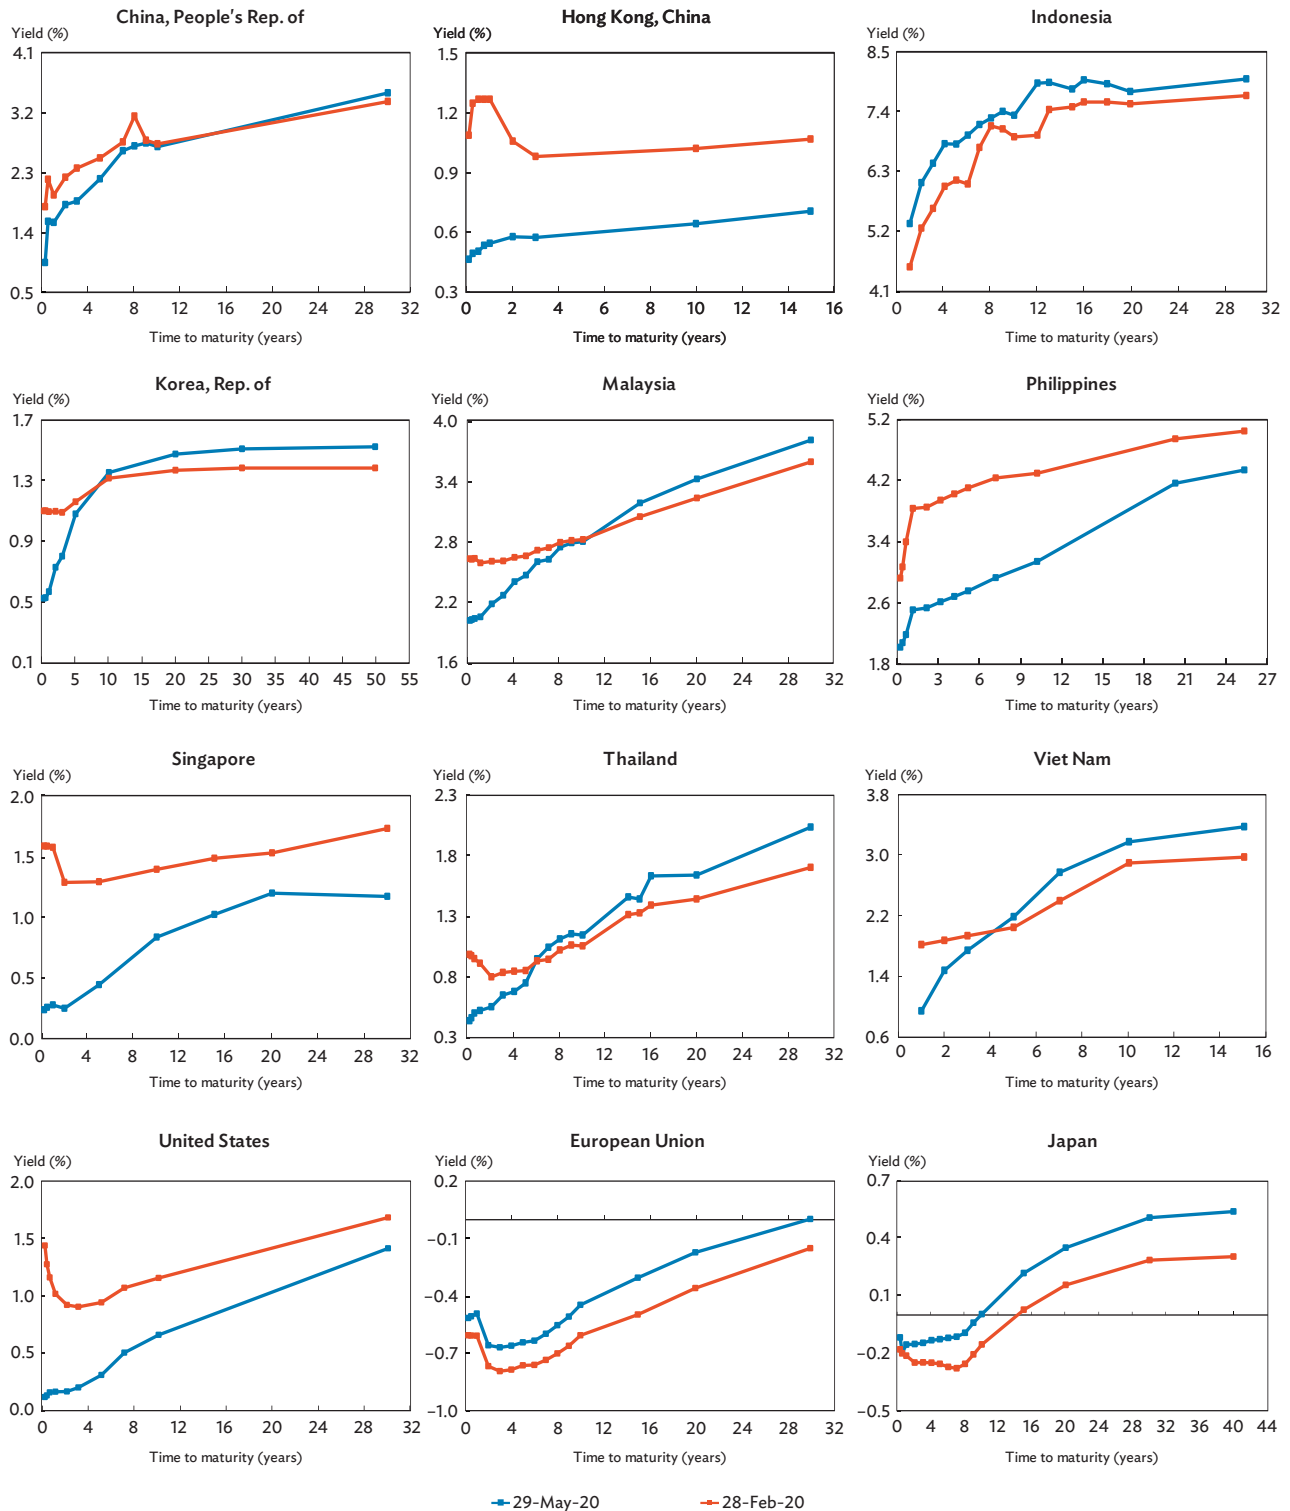 China, People's Rep. of
Yield (%)
4.1
3.2
2.3
1.4
0.5
0 4 8 12 16 20 24 28 32
Time to maturity (years)
Hong Kong, China
Yield (%)
1.5
1.2
0.9
0.6
0.3
0 2 4 6 8 10 12 14 16
Time to maturity (years)
Indonesia
Yield (%)
8.5
7.4
6.3
5.2
4.1
0 4 8 12 16 20 24 28 32
Time to maturity (years)
Korea, Rep. of
Yield (%)
1.7
1.3
0.9
0.5
0.1
0 5 10 15 20 25 30 35 40 45 50 55
Time to maturity (years)
Malaysia
Yield (%)
4.0
3.4
2.8
2.2
1.6
0 4 8 12 16 20 24 28 32
Time to maturity (years)
Philippines
Yield (%)
5.2
4.2
3.4
2.6
1.8
0 3 6 9 12 15 18 21 24 27
Time to maturity (years)
Singapore
Yield (%)
2.0
1.5
1.0
0.5
0.0
0 4 8 12 16 20 24 28 32
Time to maturity (years)
Thailand
Yield (%)
2.3
1.8
1.3
0.8
0.3
0 4 8 12 16 20 24 28 32
Time to maturity (years)
Viet Nam
Yield (%)
3.8
3.0
2.2
1.4
0.6
0 2 4 6 8 10 12 14 16
Time to maturity (years)
United States
Yield (%)
2.0
1.5
1.0
0.5
0.0
0 4 8 12 16 20 24 28 32
Time to maturity (years)
European Union
Yield (%)
0.2
–0.1
–0.4
–0.7
–1.0
0 4 8 12 16 20 24 28 32
Time to maturity (years)
Japan
Yield (%)
0.7
0.4
0.1
–0.2
–0.5
0 4 8 12 16 20 24 28 32 36 40 44
Time to maturity (years)
29-May-20 28-Feb-20